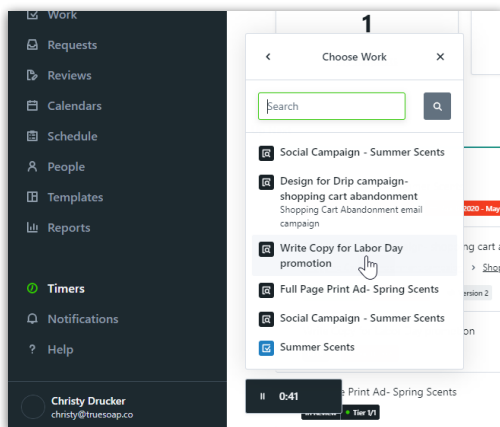 Work
Requests
Reviews
Calendars
Schedule
People
Templates
Reports
Timers
Notifications
? Help
Christy Drucker
christy@truesoap.co
1
Choose Work
Search
Social Campaign - Summer Scents
Design for Drip campaign-
shopping cart abandonment
Shopping Cart Abandonment email
campaign
Write Copy for Labor Day
promotion
Full Page Print Ad- Spring Scents
Social Campaign - Summer Scents
Summer Scents
0:41
2020 - May
ng cart a
> Sho
ersion 2
on
e Print Ad- Spring Scents
Tier 1/1